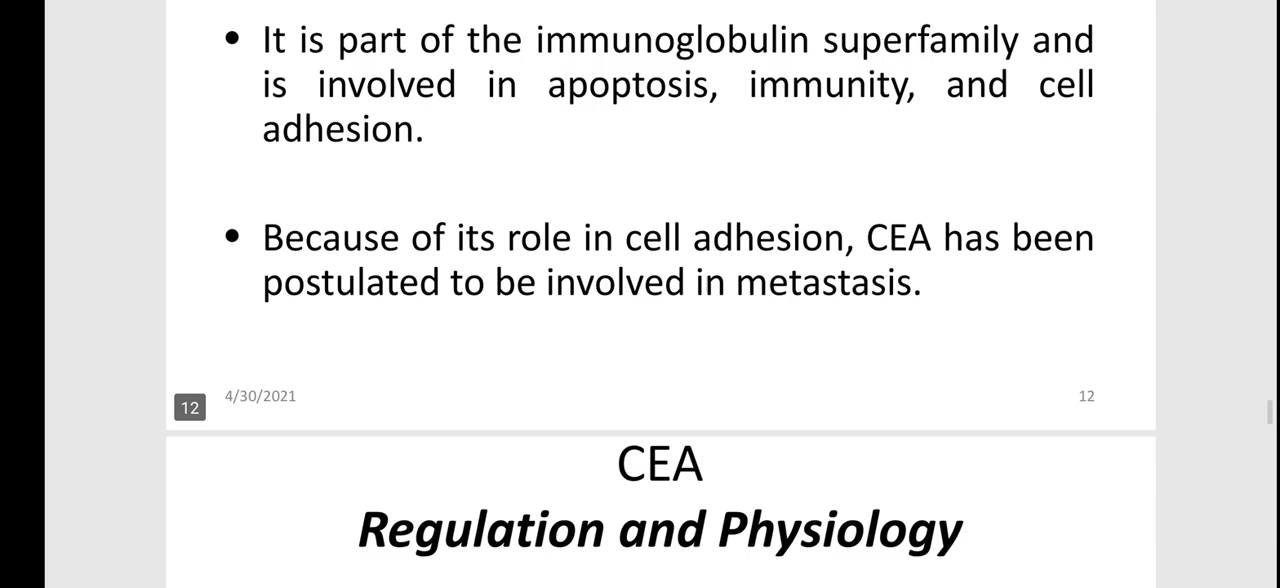 • It is part of the immunoglobulin superfamily and
is involved in apoptosis, immunity, and cell
adhesion.
• Because of its role in cell adhesion, CEA has been
postulated to be involved in metastasis.
4/30/2021
12
12
CEA
Regulation and Physiology